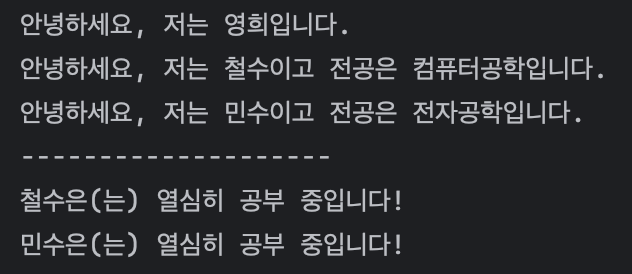 안녕하세요, 저는 영희입니다.
안녕하세요, 저는 철수이고 전공은 컴퓨터공학입니다.
안녕하세요, 저는 민수이고 전공은 전자공학입니다.
--------------------
철수은(는) 열심히 공부 중입니다!
민수은(는) 열심히 공부 중입니다!